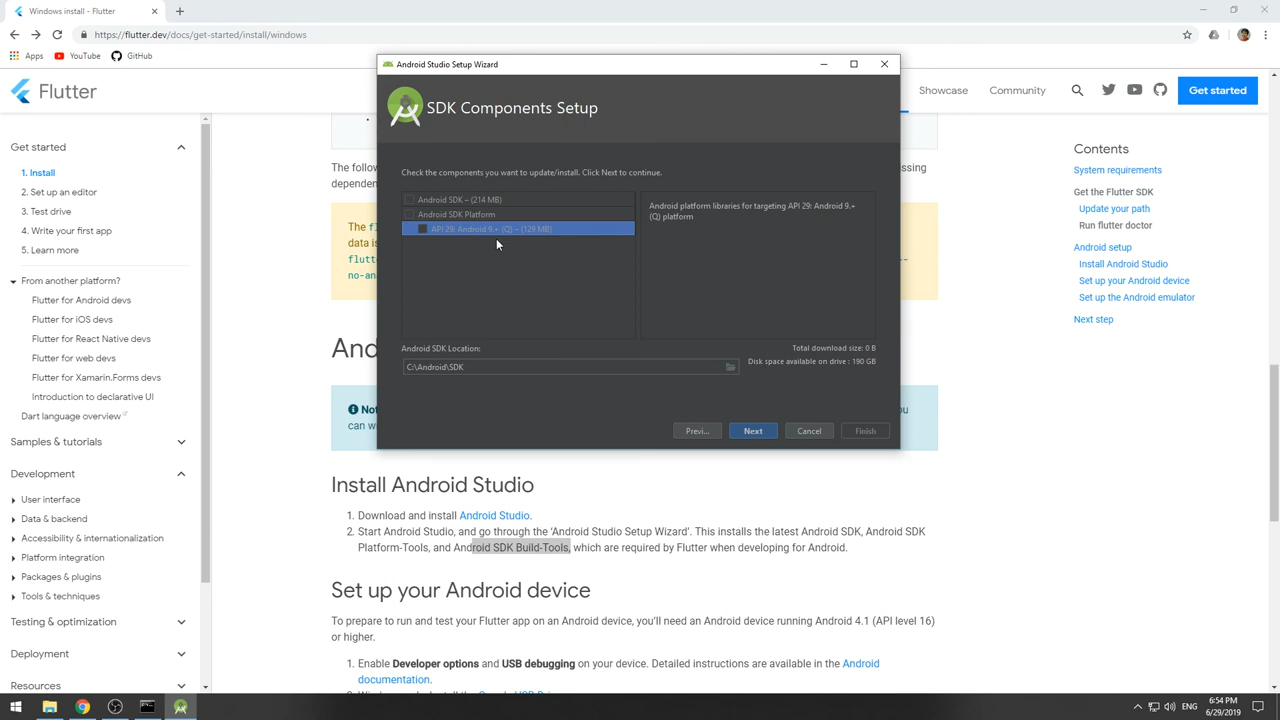 Windows install - Flutter
https://flutter.dev/docs/get-started/install/windows
Apps
YouTube
GitHub
Flutter
Showcase
Community
Get started
Get started
1. Install
2. Set up an editor
3. Test drive
4. Write your first app
5. Learn more
From another platform?
Flutter for Android devs
Flutter for iOS devs
Flutter for React Native devs
Flutter for web devs
Flutter for Xamarin.Forms devs
Introduction to declarative UI
Dart language overview
Samples & tutorials
Development
User interface
Data & backend
Accessibility & internationalization
Platform integration
Packages & plugins
Tools & techniques
Testing & optimization
Deployment
Resources
The follow
depender
The f
data is
flutt
no-an
--
And
Not
can w
Android Studio Setup Wizard
SDK Components Setup
Check the components you want to update/install. Click Next to continue.
Android SDK – (214 MB)
Android SDK Platform
API 29: Android 9.+ (Q) – (129 MB)
Android platform libraries for targeting API 29: Android 9.+
(Q) platform
Android SDK Location:
C:\Android\SDK
Total download size: 0 B
Disk space available on drive : 190 GB
Previ...
Next
Cancel
Finish
ssing
ou
Install Android Studio
1. Download and install Android Studio.
2. Start Android Studio, and go through the ‘Android Studio Setup Wizard’. This installs the latest Android SDK, Android SDK
Platform-Tools, and Android SDK Build-Tools, which are required by Flutter when developing for Android.
Set up your Android device
To prepare to run and test your Flutter app on an Android device, you’ll need an Android device running Android 4.1 (API level 16)
or higher.
1. Enable Developer options and USB debugging on your device. Detailed instructions are available in the Android
documentation.
Contents
System requirements
Get the Flutter SDK
Update your path
Run flutter doctor
Android setup
Install Android Studio
Set up your Android device
Set up the Android emulator
Next step
ENG
6:54 PM
6/29/2019